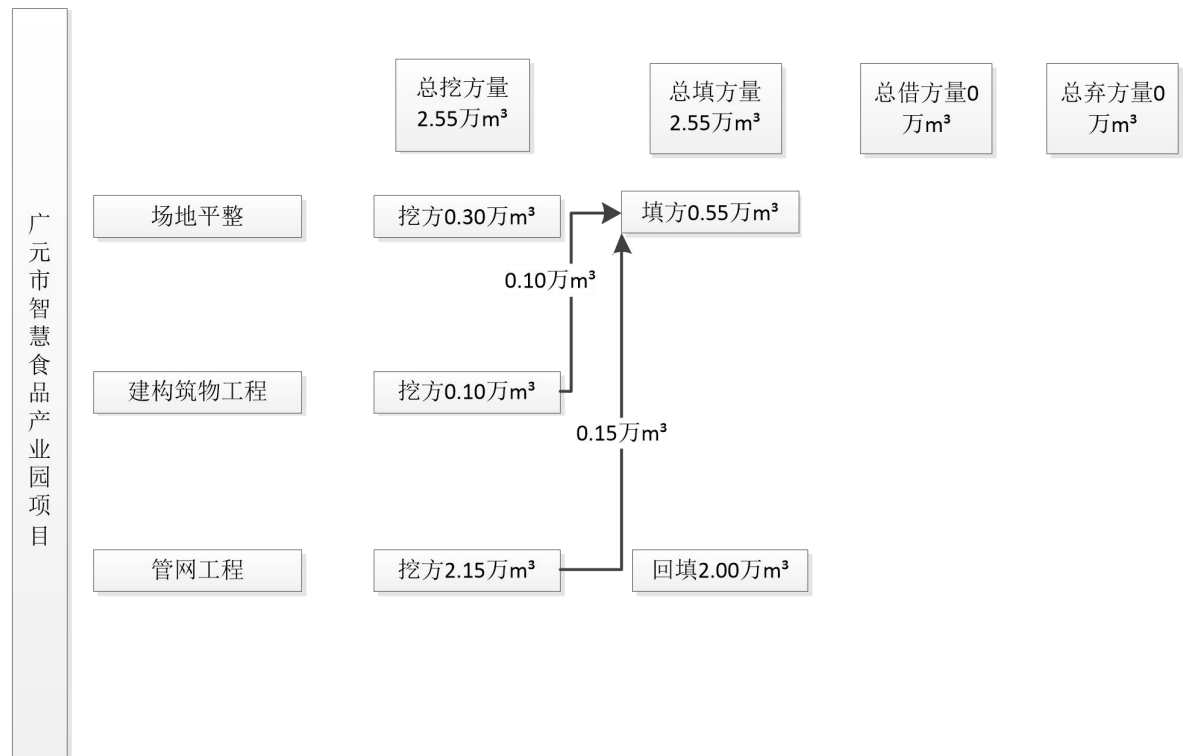 广元市智慧食品产业园项目
总挖方量
2.55万m³
总填方量
2.55万m³
总借方量0
万m³
总弃方量0
万m³
场地平整
挖方0.30万m³
填方0.55万m³
0.10万m³
建构筑物工程
挖方0.10万m³
0.15万m³
管网工程
挖方2.15万m³
回填2.00万m³